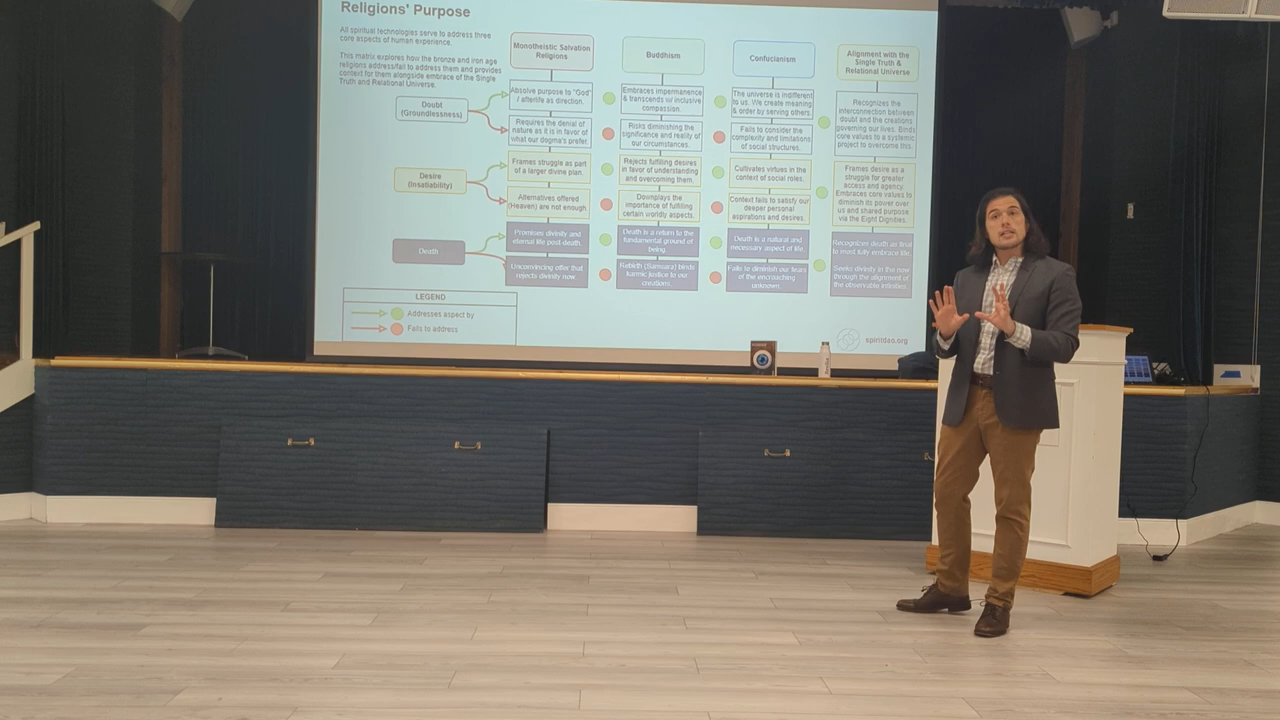 Religions' Purpose
All spiritual technologies serve to address three
core aspects of human experience.
This matrix explores how the bronze and iron age
religions address/fail to address them and provides
context for them alongside embrace of the Single
Truth and Relational Universe.
Monotheistic Salvation
Religions
Buddhism
Confucianism
Alignment with the
Single Truth &
Relational Universe
Doubt
(Groundlessness)
Absolve purpose to "God"
/ afterlife as direction.
Embraces impermanence
& transcends w/ inclusive
compassion.
The universe is indifferent
to us. We create meaning
& order by serving others.
Recognizes the
interconnection between
doubt and the creations
governing our lives. Binds
core values to a systemic
project to overcome this.
Requires the denial of
nature as it is in favor of
what our dogma's prefer.
Risks diminishing the
significance and reality of
our circumstances.
Fails to consider the
complexity and limitations
of social structures.
Desire
(Insatiability)
Frames struggle as part
of a larger divine plan.
Rejects fulfilling desires
in favor of understanding
and overcoming them.
Cultivates virtues in the
context of social roles.
Frames desire as a
struggle for greater
access and agency.
Embraces core values to
diminish its power over
us and shared purpose
via the Eight Dignities.
Alternatives offered
(Heaven) are not enough
Downplays the
importance of fulfilling
certain worldly aspects.
Context fails to satisfy our
deeper personal
aspirations and desires.
Death
Promises divinity and
eternal life post-death.
Death is a return to the
fundamental ground of
being.
Death is a natural and
necessary aspect of life.
Recognizes death as final
to most fully embrace life.
Seeks divinity in the now
through the alignment of
the observable infinities.
Unconvincing offer that
rejects divinity now.
Rebirth (Samsara) binds
karmic justice to our
creations.
Fails to diminish our fears
of the encroaching
unknown.
LEGEND
Addresses aspect by
Fails to address
spiritdao.org